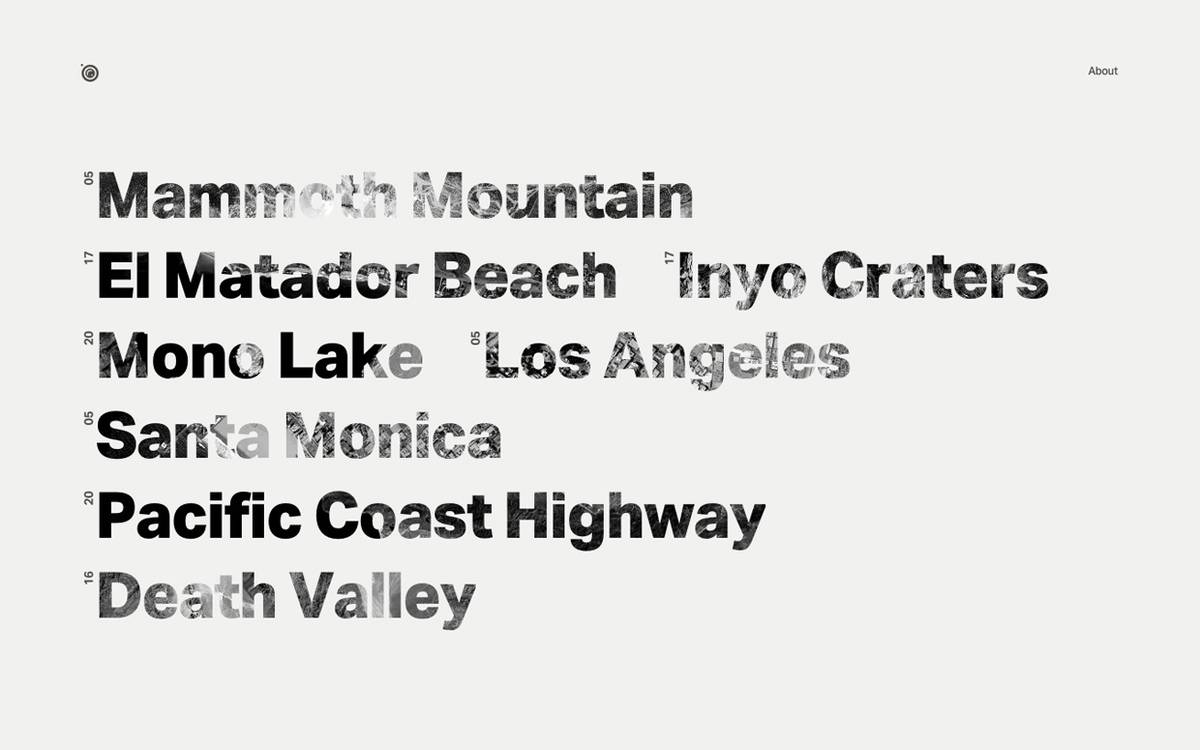 About
05 Mammoth Mountain
17 El Matador Beach 17 Inyo Craters
20 Mono Lake 05 Los Angeles
05 Santa Monica
20 Pacific Coast Highway
16 Death Valley